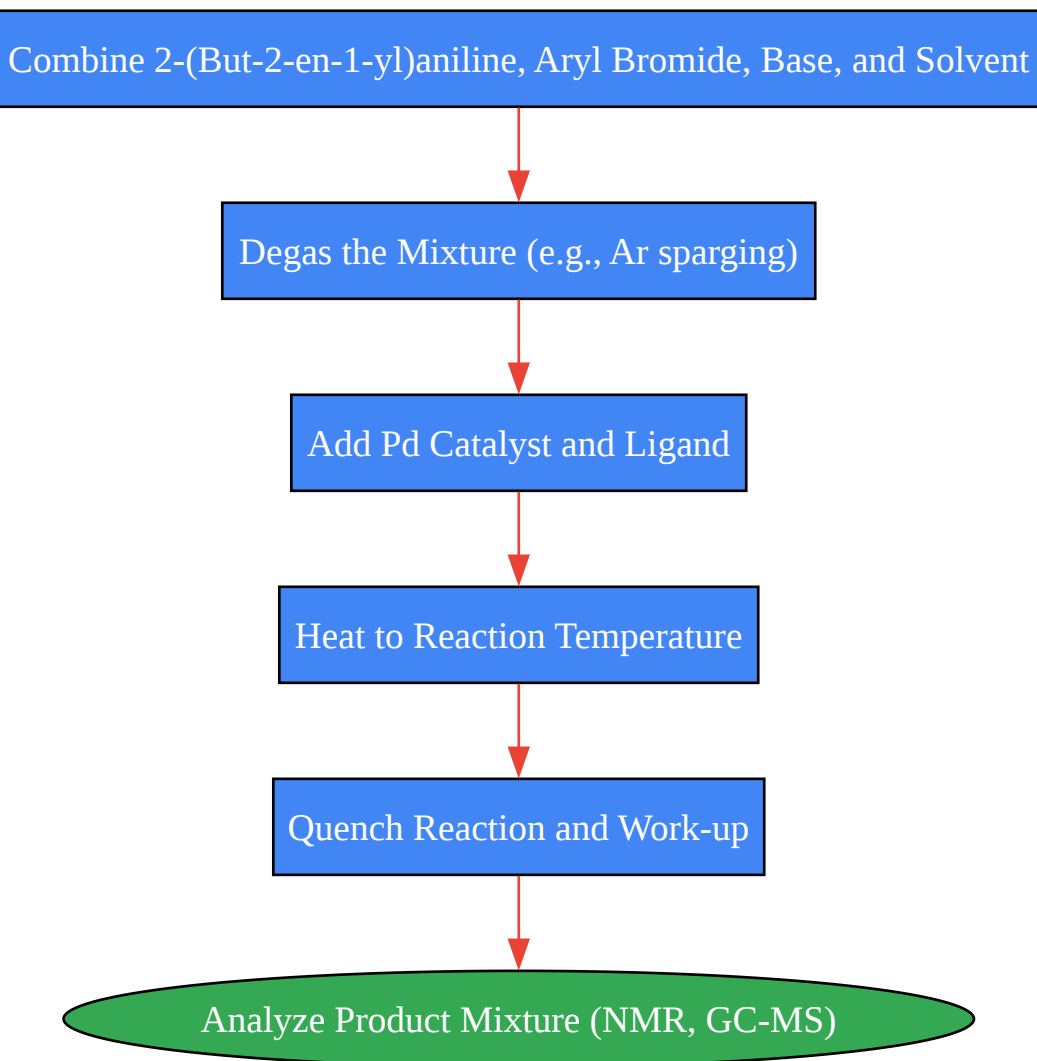 Combine 2-(But-2-en-1-yl)aniline, Aryl Bromide, Base, and Solvent
Degas the Mixture (e.g., Ar sparging)
Add Pd Catalyst and Ligand
Heat to Reaction Temperature
Quench Reaction and Work-up
Analyze Product Mixture (NMR, GC-MS)